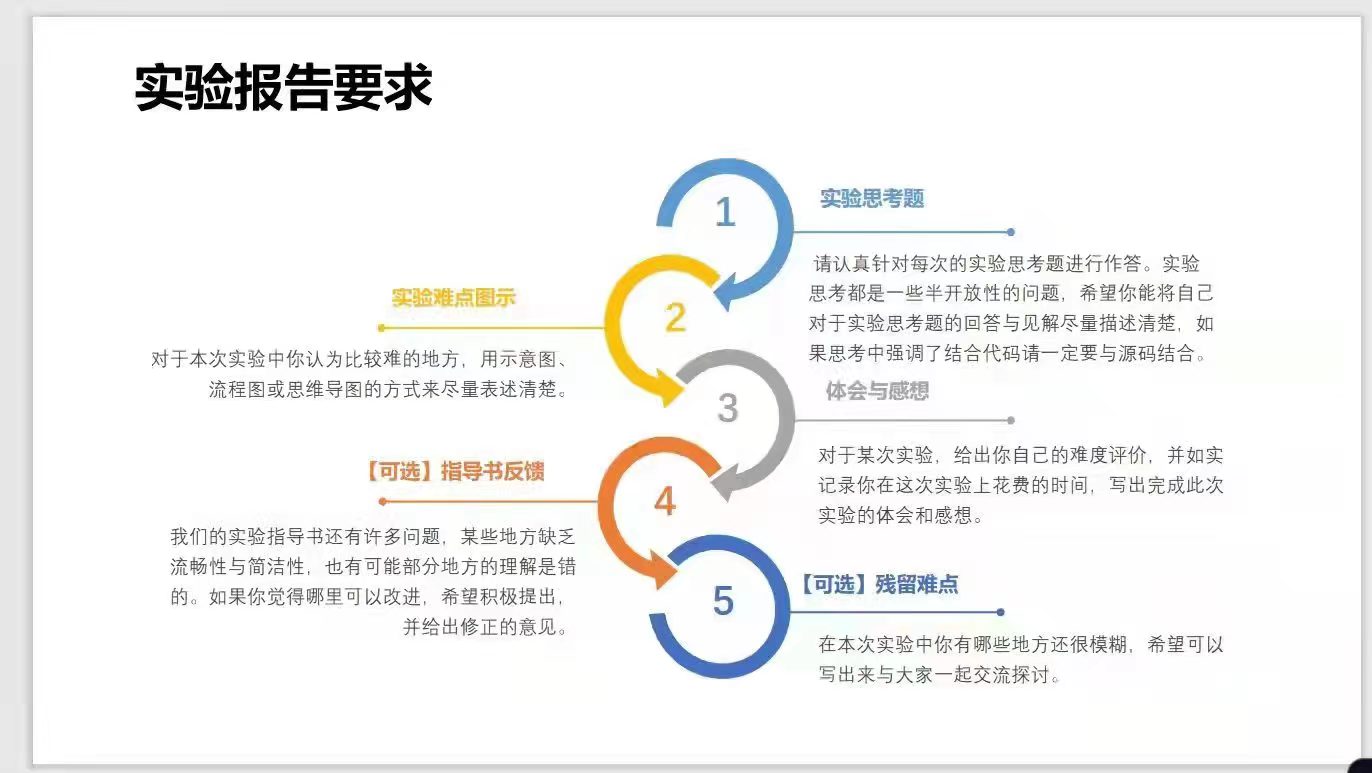 实验报告要求
1
实验思考题
请认真针对每次的实验思考题进行作答。实验
思考都是一些半开放性的问题，希望你能将自己
对于实验思考题的回答与见解尽量描述清楚，如
果思考中强调了结合代码请一定要与源码结合。
2
实验难点图示
对于本次实验中你认为比较难的地方，用示意图、
流程图或思维导图的方式来尽量表述清楚。
3
体会与感想
对于某次实验，给出你自己的难度评价，并如实
记录你在这次实验上花费的时间，写出完成此次
实验的体会和感想。
4
【可选】指导书反馈
我们的实验指导书还有许多问题，某些地方缺乏
流畅性与简洁性，也有可能部分地方的理解是错
的。如果你觉得哪里可以改进，希望积极提出，
并给出修正的意见。
5
【可选】残留难点
在本次实验中你有哪些地方还很模糊，希望可以
写出来与大家一起交流探讨。